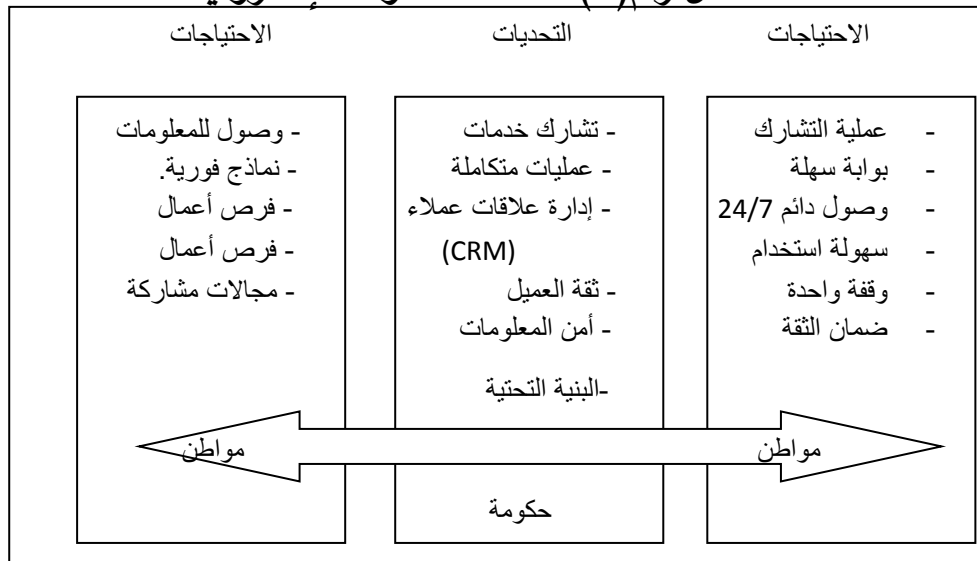 الاحتياجات
التحديات
الاحتياجات
- عملية التشارك
- بوابة سهلة
- وصول دائم 24/7
- سهولة استخدام
- وقفة واحدة
- ضمان الثقة
- تشارك خدمات
- عمليات متكاملة
- إدارة علاقات عملاء
(CRM)
- ثقة العميل
- أمن المعلومات
-البنية التحتية
- وصول للمعلومات
- نماذج فورية.
- فرص أعمال
- فرص أعمال
- مجالات مشاركة
مواطن
مواطن
حكومة